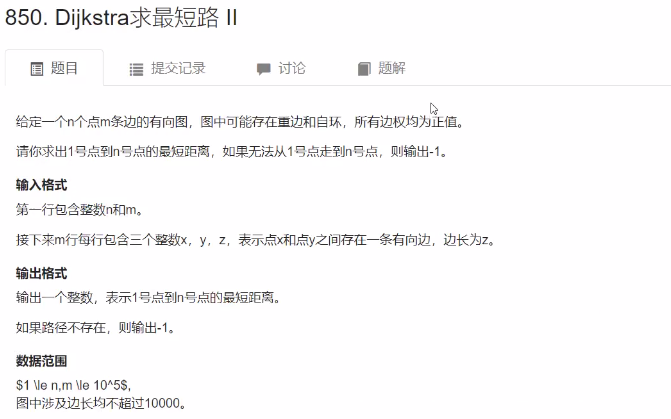 850. Dijkstra求最短路 II
题目 提交记录 讨论 题解
给定一个n个点m条边的有向图，图中可能存在重边和自环，所有边权均为正值。
请你求出1号点到n号点的最短距离，如果无法从1号点走到n号点，则输出-1。
输入格式
第一行包含整数n和m。
接下来m行每行包含三个整数x，y，z，表示点x和点y之间存在一条有向边，边长为z。
输出格式
输出一个整数，表示1号点到n号点的最短距离。
如果路径不存在，则输出-1。
数据范围
$1 \le n,m \le 10^5$,
图中涉及边长均不超过10000。